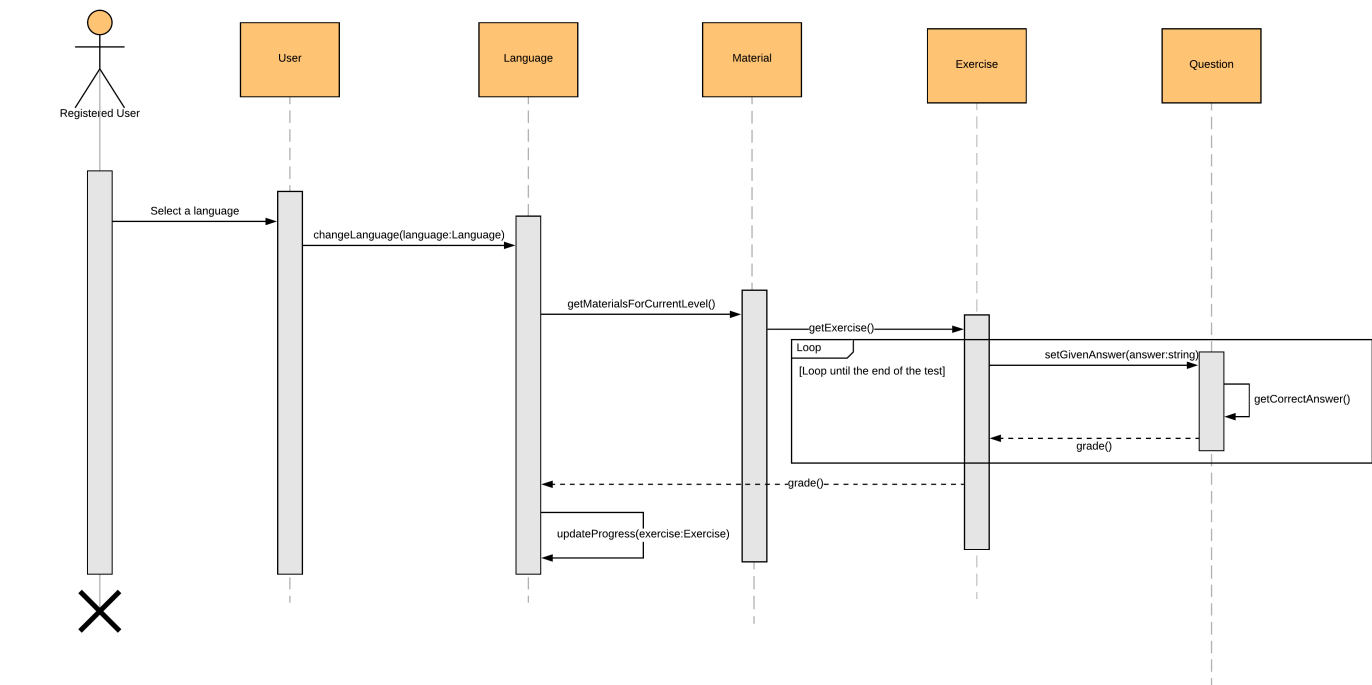 Registered User
User
Language
Material
Exercise
Question
Select a language
changeLanguage(language:Language)
getMaterialsForCurrentLevel()
getExercise()
Loop
[Loop until the end of the test]
setGivenAnswer(answer:string)
getCorrectAnswer()
grade()
grade()
updateProgress(exercise:Exercise)